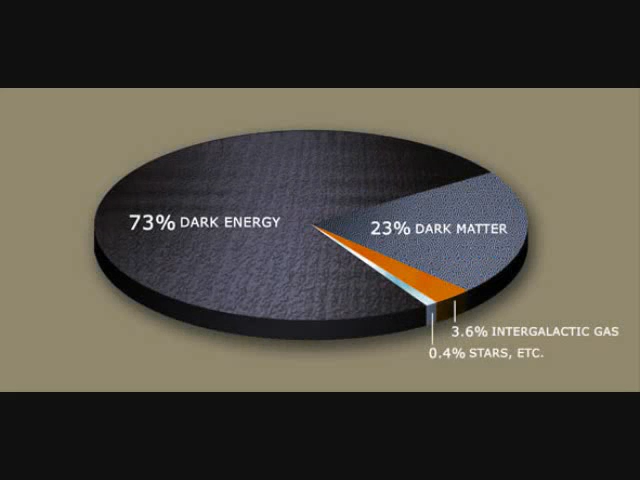 73% DARK ENERGY
23% DARK MATTER
3.6% INTERGALACTIC GAS
0.4% STARS, ETC.